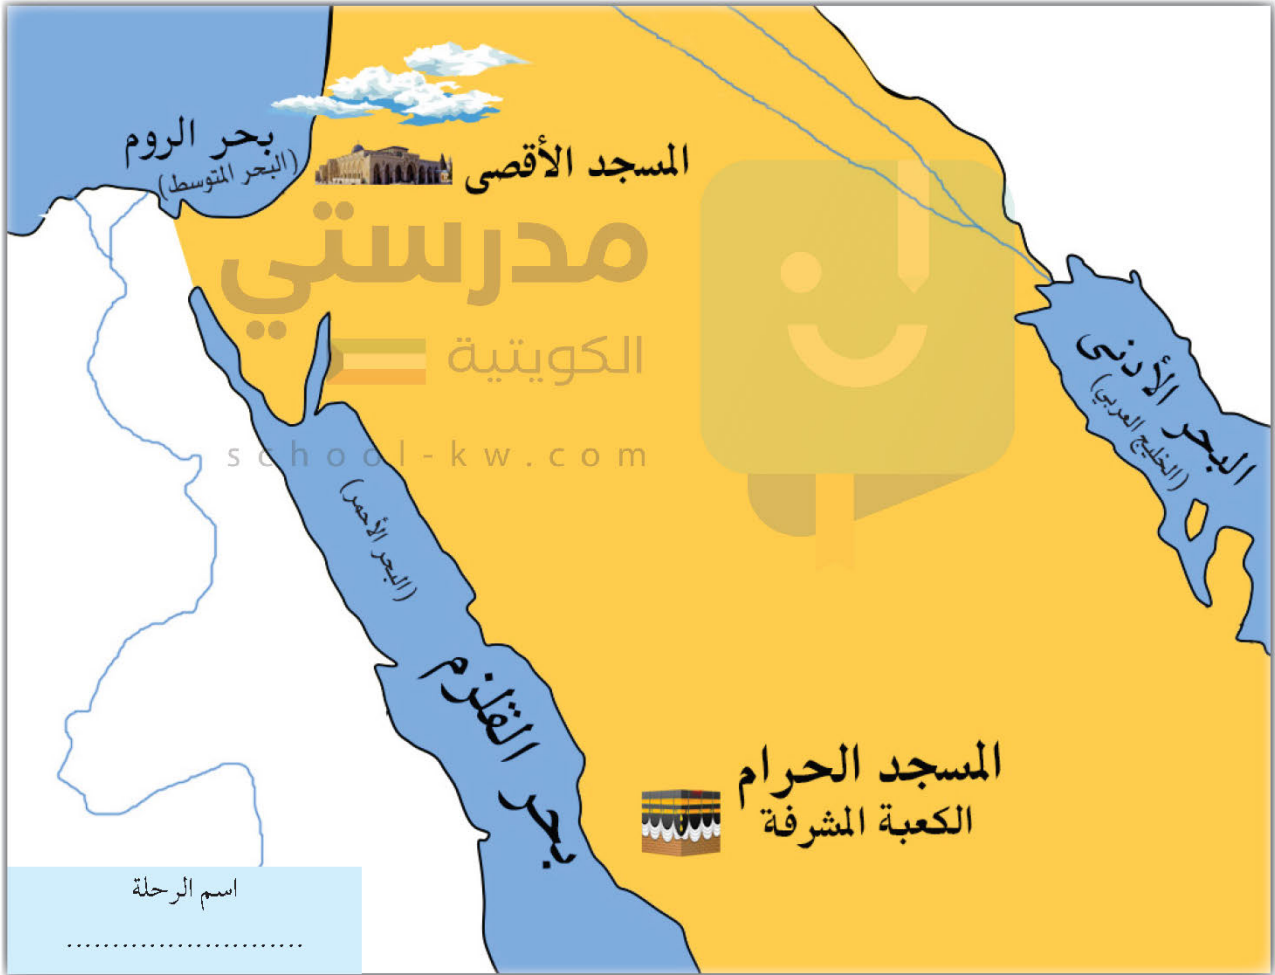 بحر الروم
(البحر المتوسط)
المسجد الأقصى
مدرستي
الكويتية
school-kw.com
البحر الأدنى
(الخليج العربي)
(البحر الأحمر)
بحر القلزم
المسجد الحرام
الكعبة المشرفة
اسم الرحلة
..........................